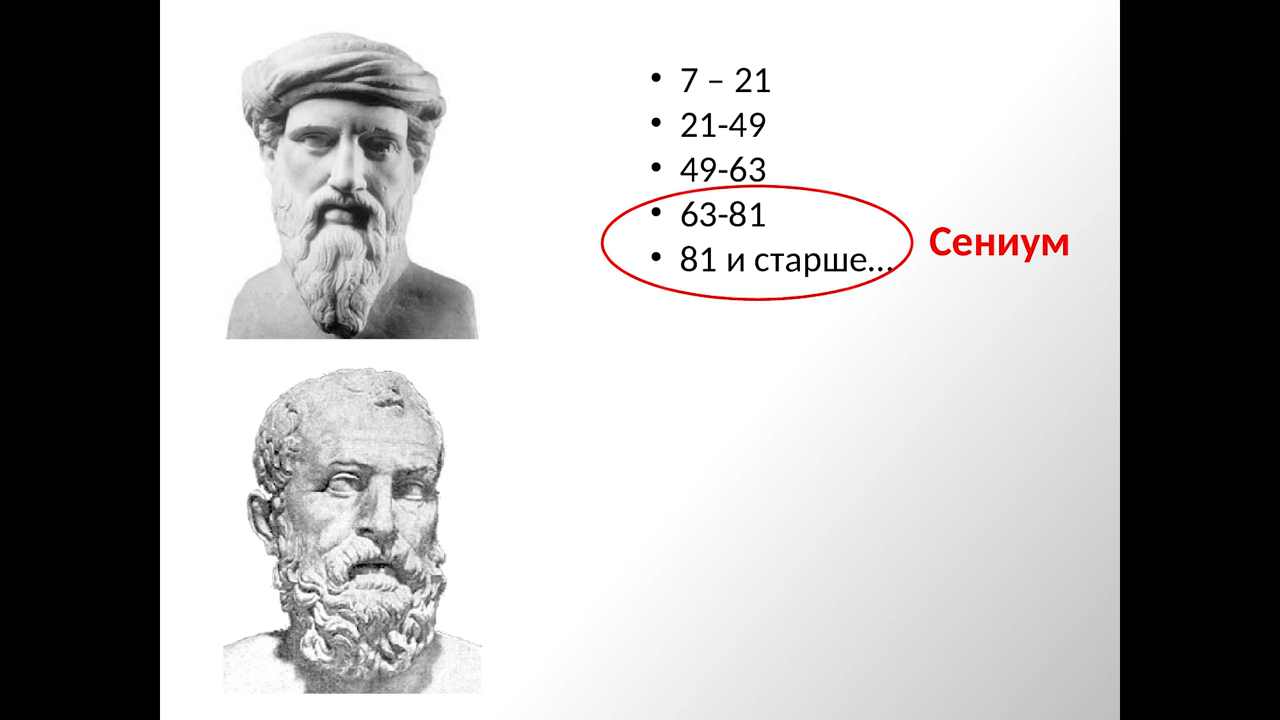 • 7 – 21
• 21-49
• 49-63
• 63-81
• 81 и старше...
Сениум